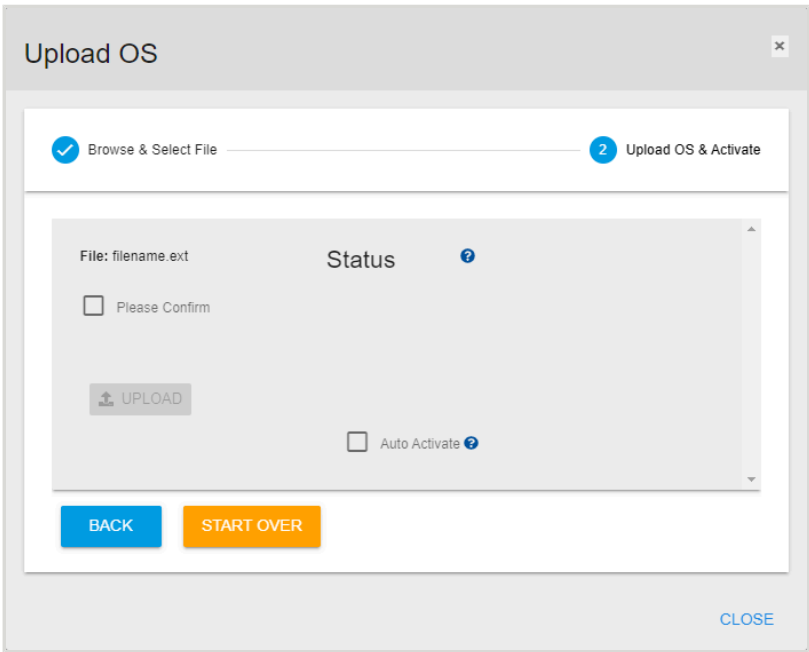 Upload OS
×
Browse & Select File
2 Upload OS & Activate
File: filename.ext
Status ?
Please Confirm
UPLOAD
Auto Activate ?
BACK
START OVER
CLOSE